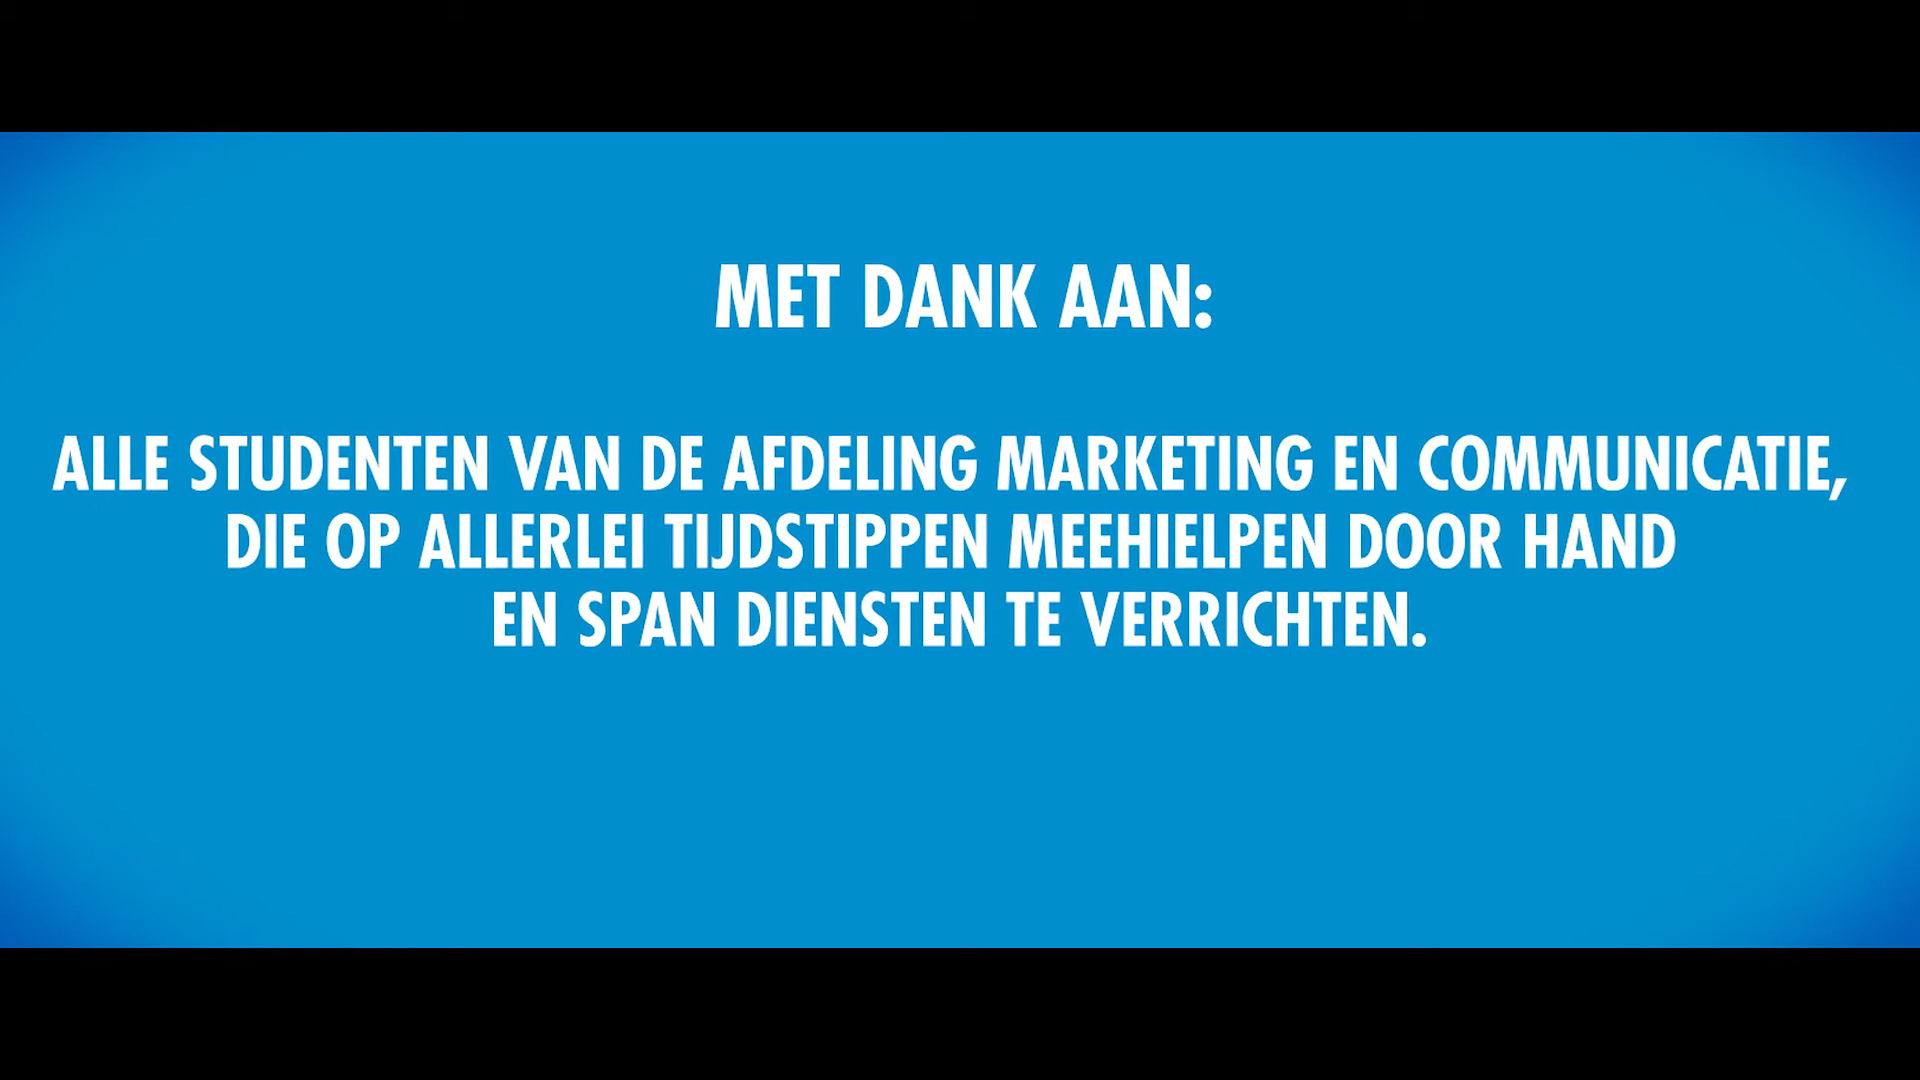 MET DANK AAN:
ALLE STUDENTEN VAN DE AFDELING MARKETING EN COMMUNICATIE,
DIE OP ALLERLEI TIJDSTIPPEN MEEHIELPEN DOOR HAND
EN SPAN DIENSTEN TE VERRICHTEN.